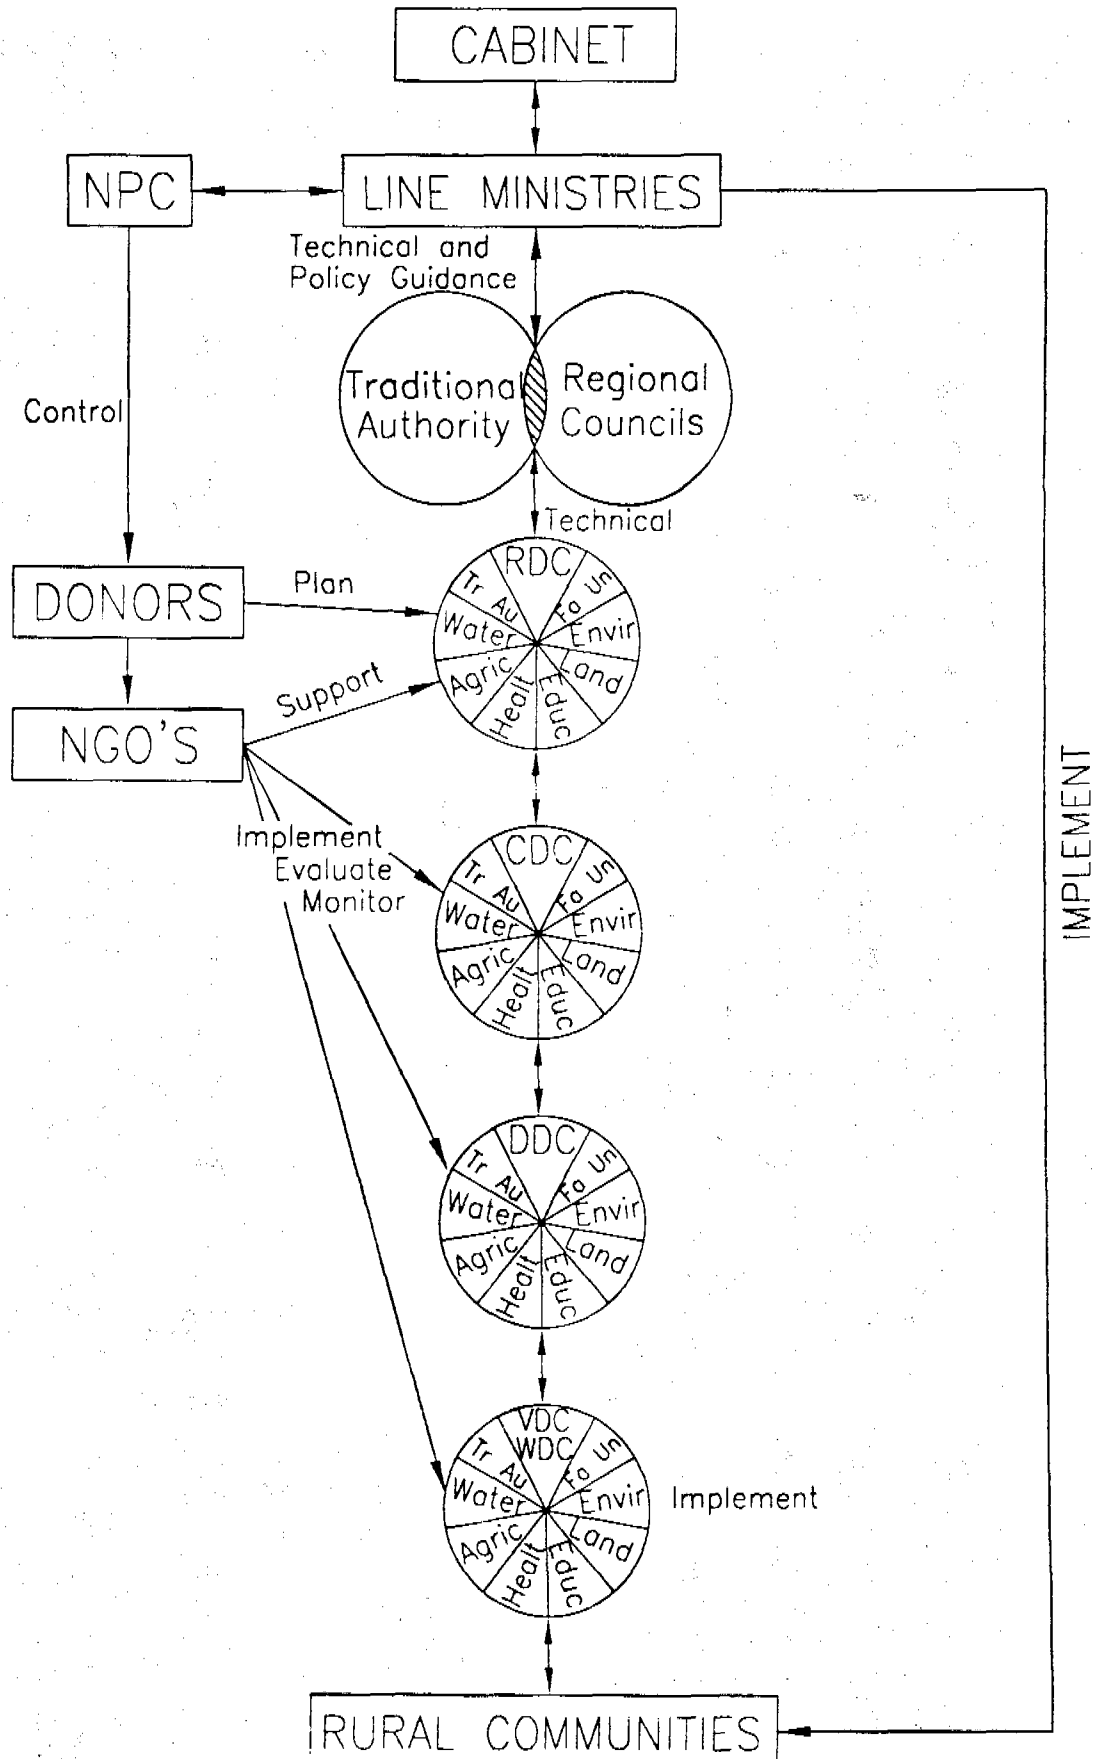 CABINET
NPC
LINE MINISTRIES
Technical and
Policy Guidance
Traditional
Authority
Regional
Councils
Control
Technical
DONORS
Plan
RDC
Tr Au
Fa Un
Water
Envir
Agric
Land
Healt
Educ
NGO'S
Support
IMPLEMENT
Implement
Evaluate
Monitor
CDC
Tr Au
Fa Un
Water
Envir
Agric
Land
Healt
Educ
DDC
Tr Au
Fa Un
Water
Envir
Agric
Land
Healt
Educ
VDC
WDC
Tr Au
Fa Un
Water
Envir
Implement
Agric
Land
Healt
Educ
RURAL COMMUNITIES